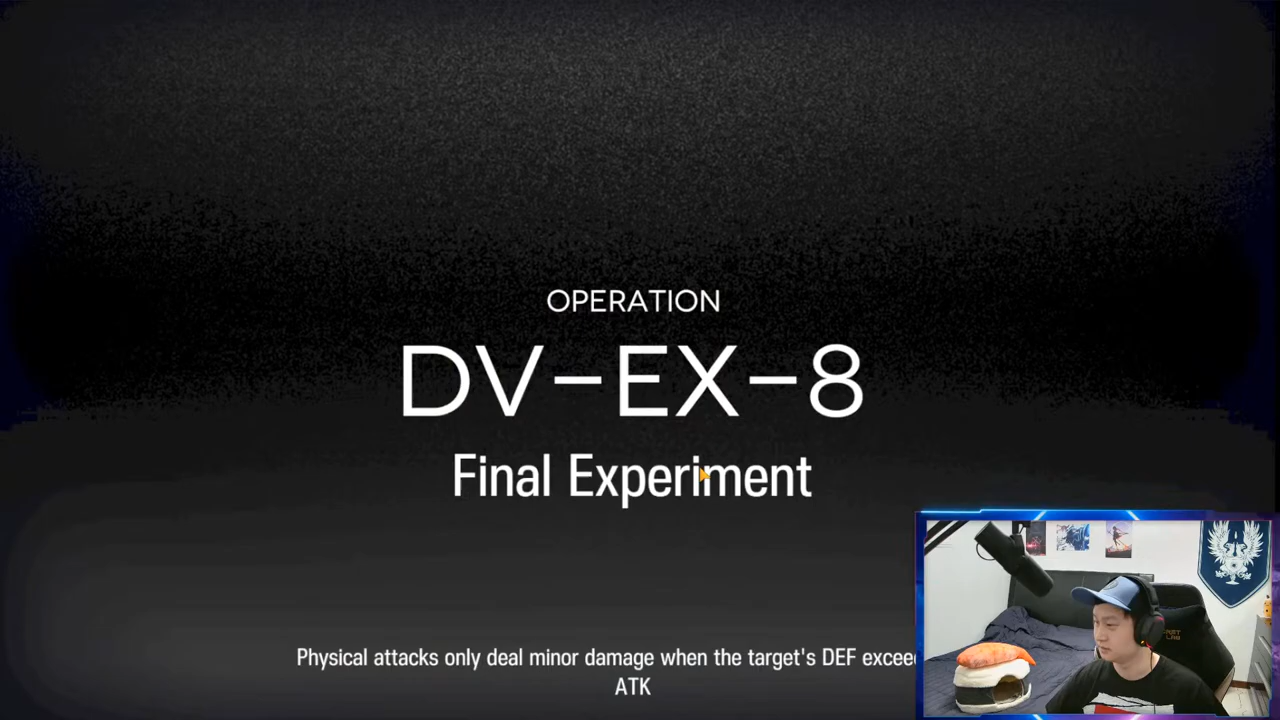 OPERATION
DV-EX-8
Final Experiment
Physical attacks only deal minor damage when the target's DEF
ATK